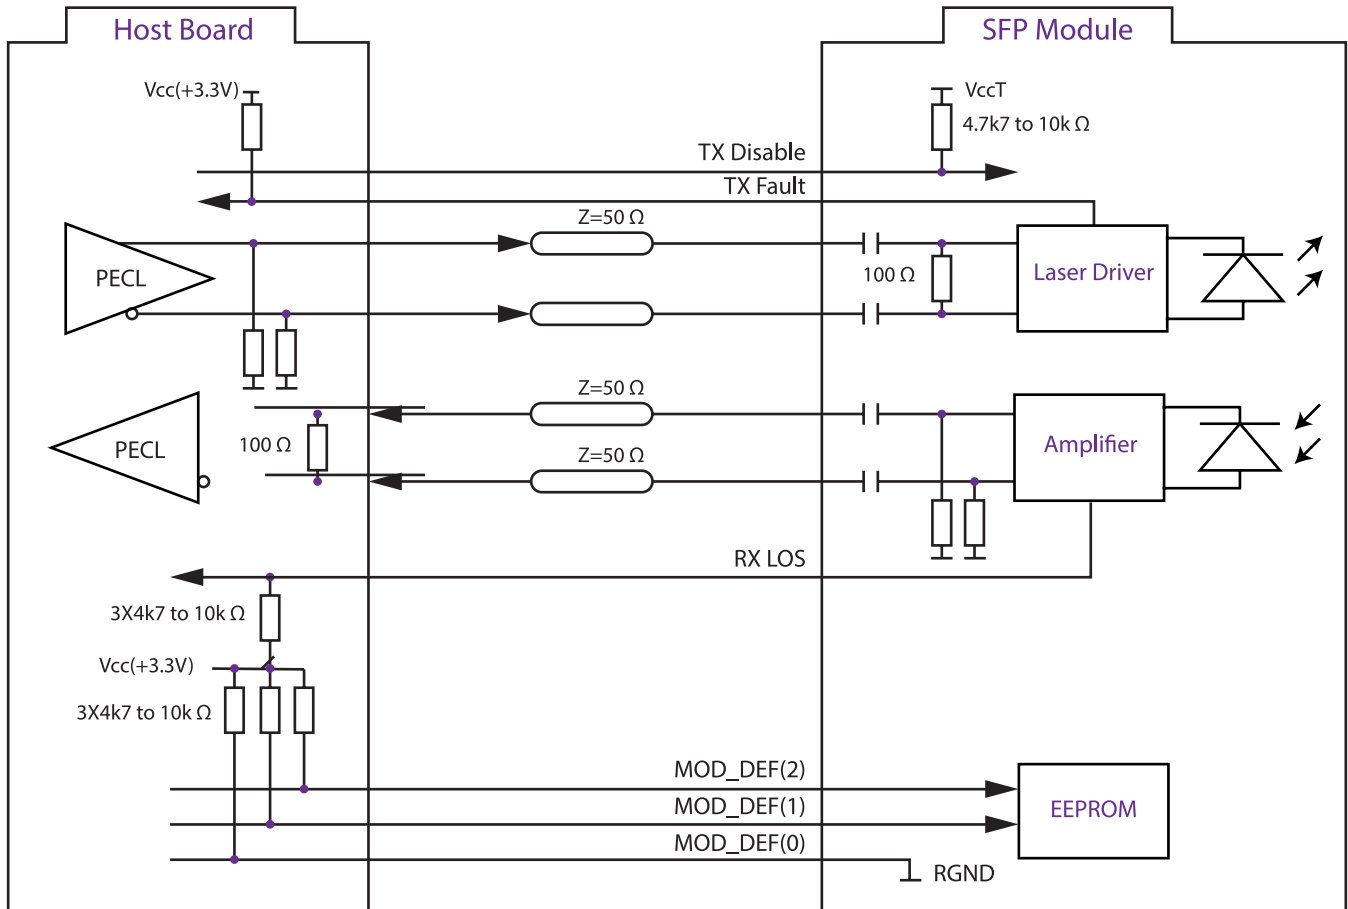 Host Board
SFP Module
Vcc(+3.3V)
VccT
4.7k7 to 10k Ω
TX Disable
TX Fault
Z=50 Ω
PECL
100 Ω
Laser Driver
Z=50 Ω
100 Ω
PECL
Z=50 Ω
Amplifier
RX LOS
3X4k7 to 10k Ω
Vcc(+3.3V)
3X4k7 to 10k Ω
MOD_DEF(2)
MOD_DEF(1)
EEPROM
MOD_DEF(0)
RGND